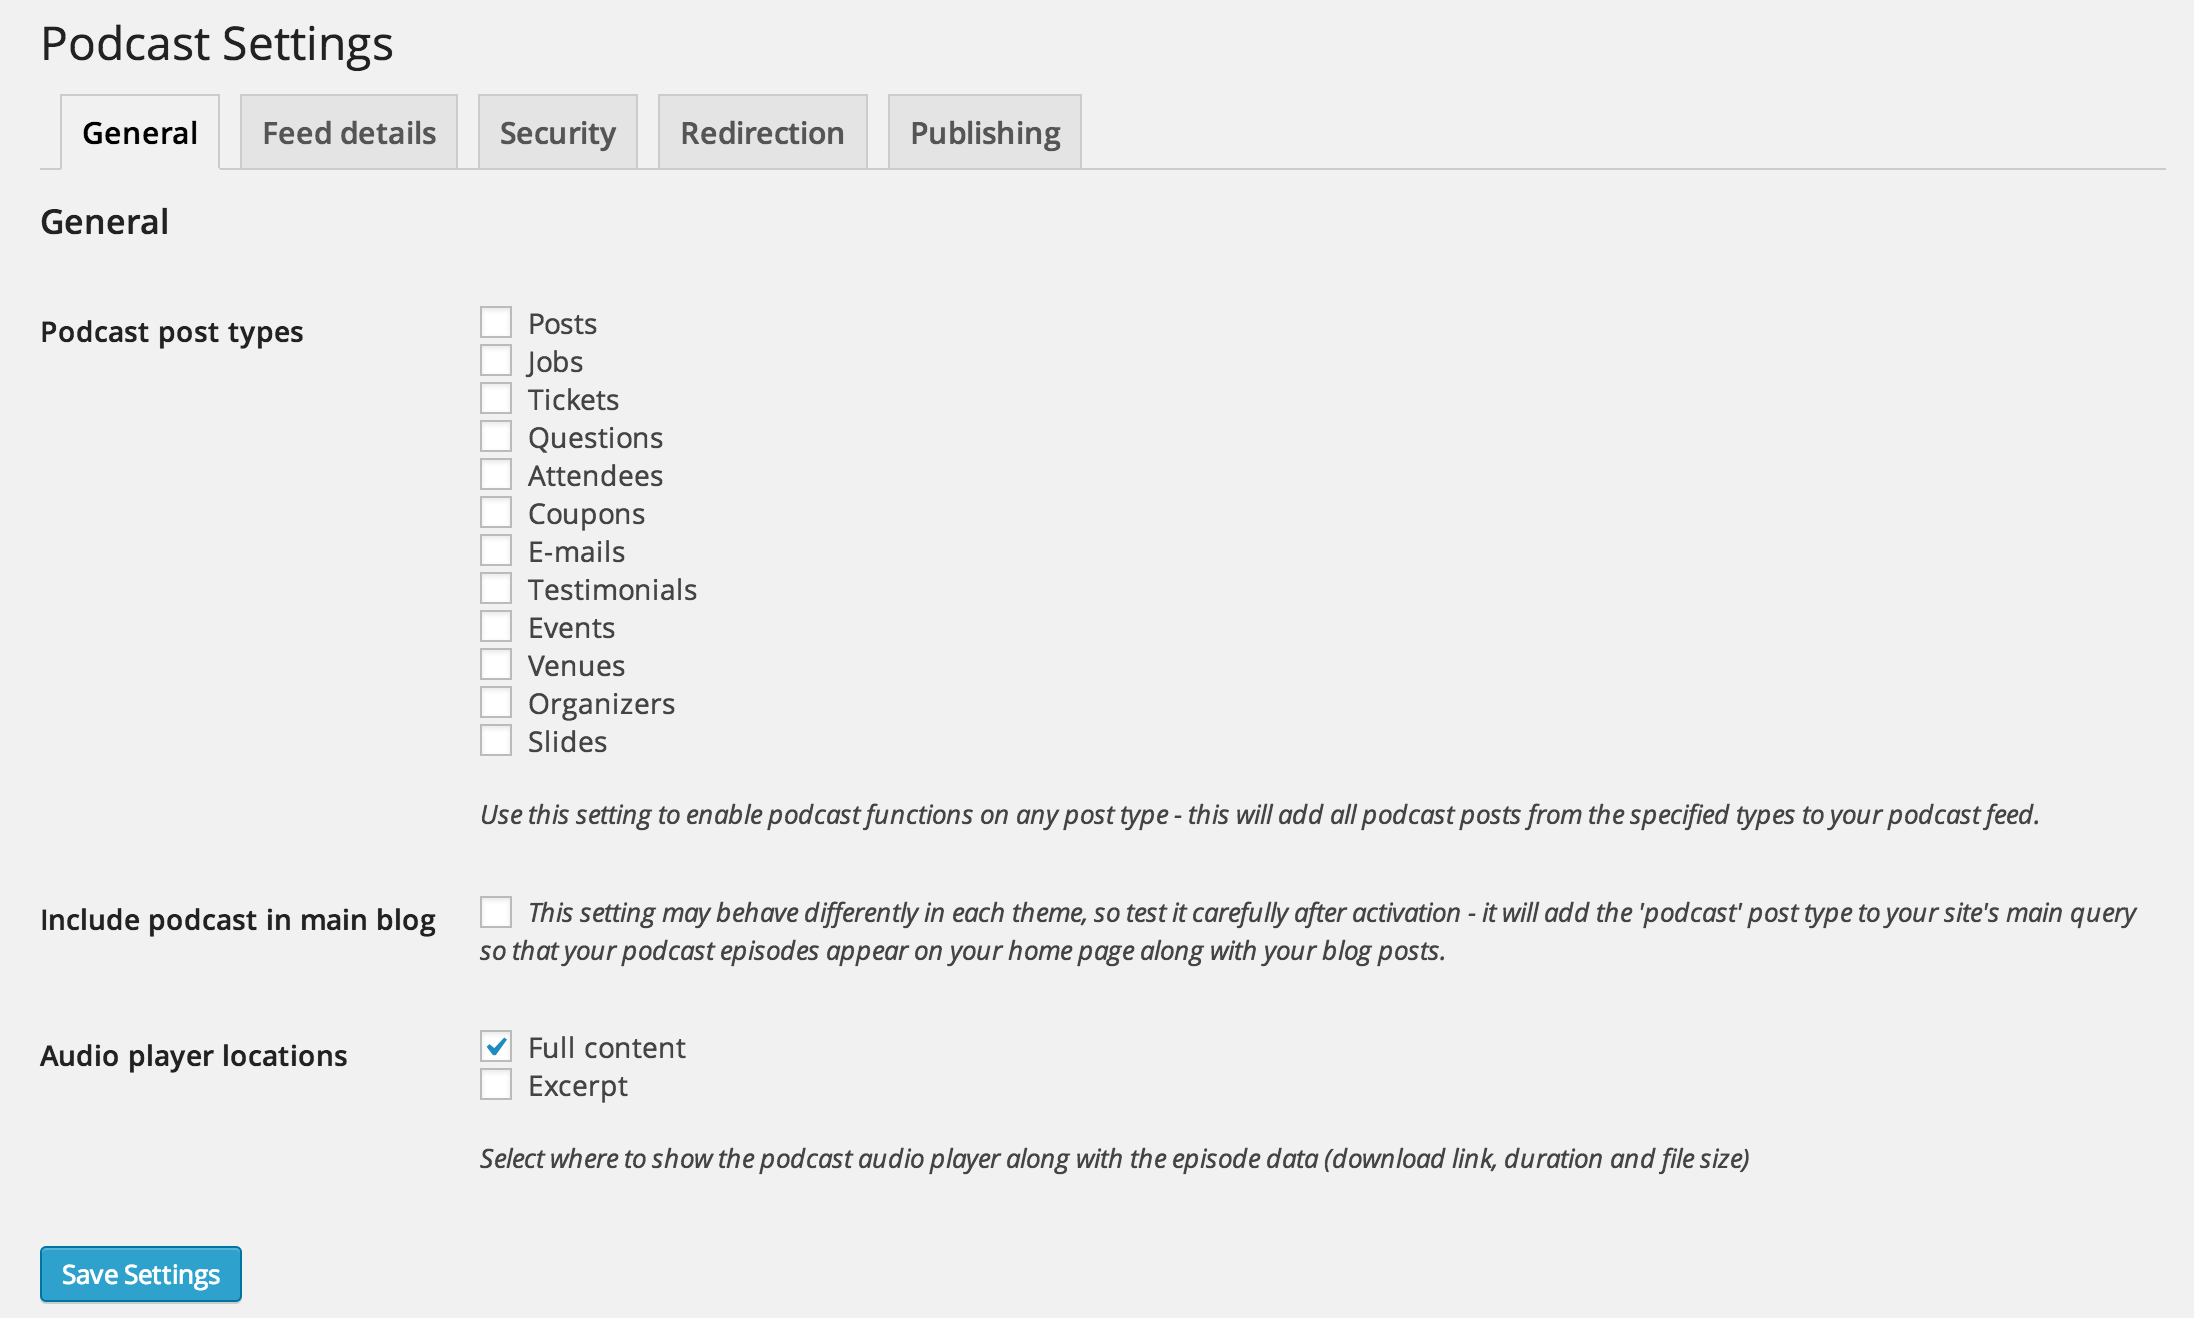 Podcast Settings
General
Feed details
Security
Redirection
Publishing
General
Podcast post types
Posts
Jobs
Tickets
Questions
Attendees
Coupons
E-mails
Testimonials
Events
Venues
Organizers
Slides
Use this setting to enable podcast functions on any post type - this will add all podcast posts from the specified types to your podcast feed.
Include podcast in main blog
This setting may behave differently in each theme, so test it carefully after activation - it will add the 'podcast' post type to your site's main query
so that your podcast episodes appear on your home page along with your blog posts.
Audio player locations
Full content
Excerpt
Select where to show the podcast audio player along with the episode data (download link, duration and file size)
Save Settings